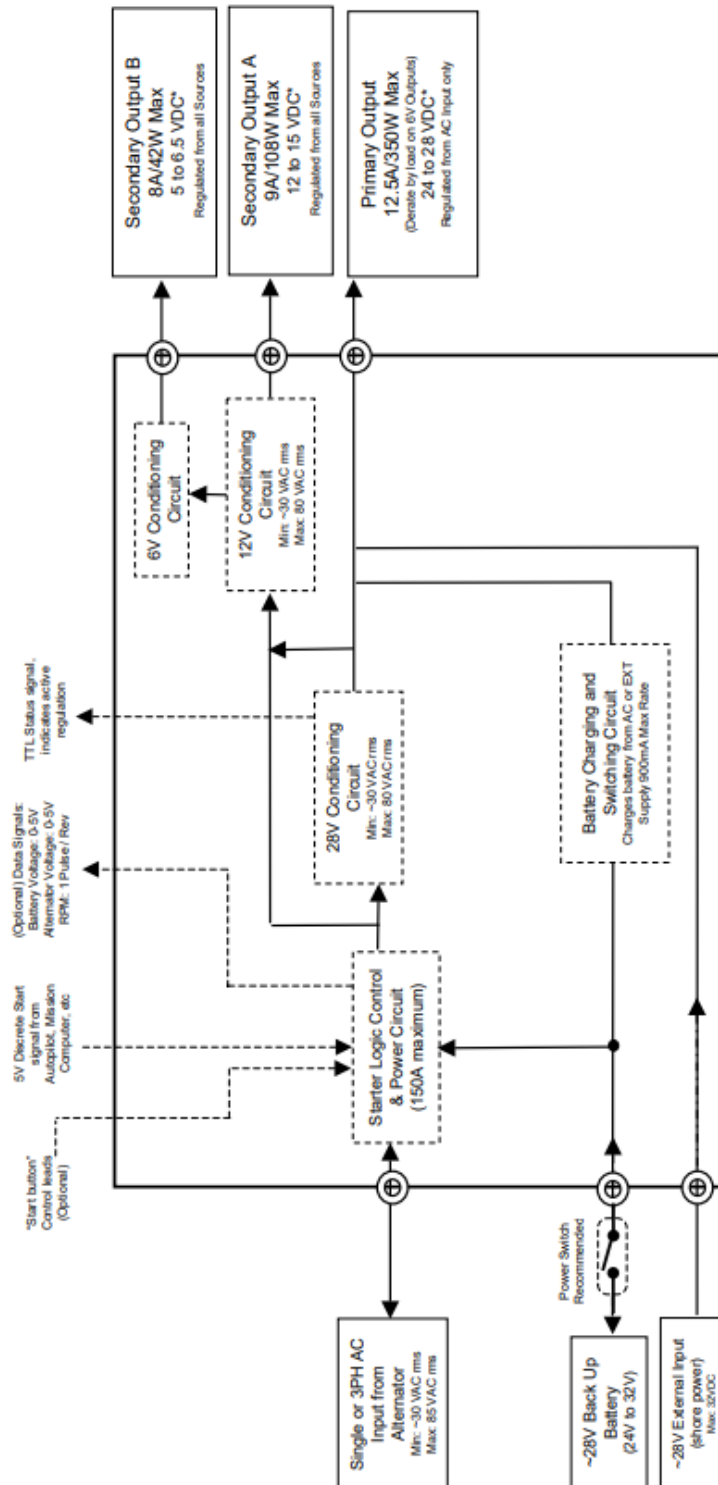 "Start button"
Control leads
(Optional)
5V Discrete Start
signal from
Autopilot, Mission
Computer, etc
(Optional) Data Signals:
Battery Voltage: 0-5V
Alternator Voltage: 0-5V
RPM: 1 Pulse / Rev
TTL Status signal,
indicates active
regulation
Single or 3PH AC
Input from
Alternator
Min: ~30 VAC rms
Max: 85 VAC rms
Starter Logic Control
& Power Circuit
(150A maximum)
28V Conditioning
Circuit
Min: ~30 VAC rms
Max: 80 VAC rms
6V Conditioning
Circuit
12V Conditioning
Circuit
Min: ~30 VAC rms
Max: 80 VAC rms
Secondary Output B
8A/42W Max
5 to 6.5 VDC*
Regulated from all Sources
Secondary Output A
9A/108W Max
12 to 15 VDC*
Regulated from all Sources
Primary Output
12.5A/350W Max
(Derate by load on 6V Outputs)
24 to 28 VDC*
Regulated from AC Input only
Power Switch
Recommended
~28V Back Up
Battery
(24V to 32V)
Battery Charging and
Switching Circuit
Charges battery from AC or EXT
Supply 900mA Max Rate
~28V External Input
(shore power)
Max: 32VDC